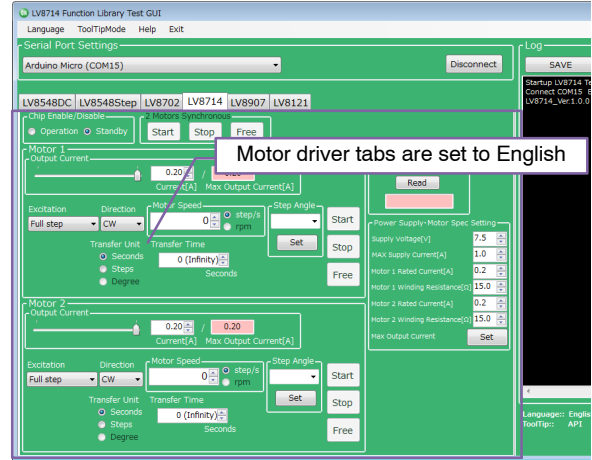 LV8714 Function Library Test GUI
Language ToolTipMode Help Exit
Serial Port Settings
Arduino Micro (COM15)
Disconnect
LV8548DC LV8548Step LV8702 LV8714 LV8907 LV8121
Chip Enable/Disable
Operation Standby
2 Motors Synchronous
Start Stop Free
Motor driver tabs are set to English
Motor 1
Output Current
0.20 / 0.20
Current[A] Max Output Current[A]
Excitation Direction
Full step CW
Motor Speed
0 step/s
rpm
Step Angle
Set
Start
Stop
Free
Transfer Unit Transfer Time
Seconds
Steps
Degree
0 (Infinity)
Seconds
Motor 2
Output Current
0.20 / 0.20
Current[A] Max Output Current[A]
Excitation Direction
Full step CW
Motor Speed
0 step/s
rpm
Step Angle
Set
Start
Stop
Free
Transfer Unit Transfer Time
Seconds
Steps
Degree
0 (Infinity)
Seconds
Read
Power Supply-Motor Spec Setting
Supply Voltage[V] 7.5
MAX Supply Current[A] 1.0
Motor 1 Rated Current[A] 0.2
Motor 1 Winding Resistance[Ω] 15.0
Motor 2 Rated Current[A] 0.2
Motor 2 Winding Resistance[Ω] 15.0
Max Output Current Set
Log
SAVE
Startup LV8714 Te
Connect COM15
LV8714_Ver.1.0.0
Language:: English
ToolTip:: API